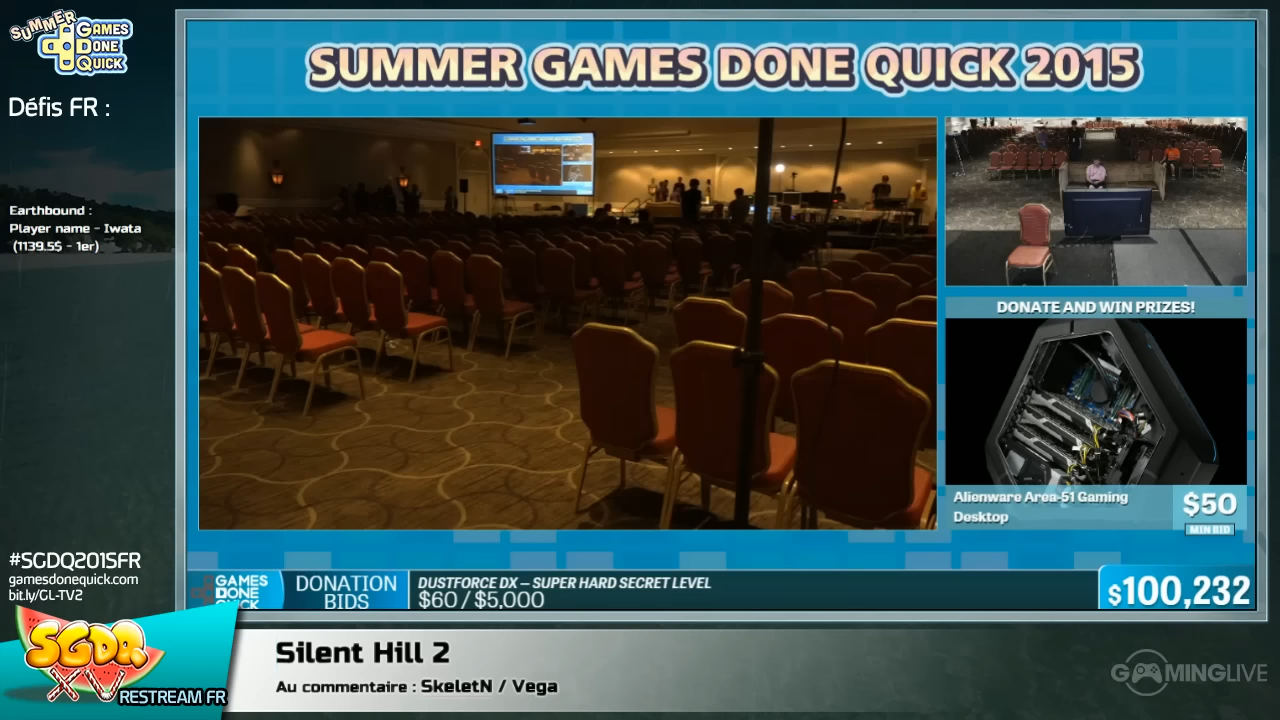 SUMMER GAMES DONE QUICK
Défis FR :
Earthbound :
Player name - Iwata
(1139.5$ - 1er)
#SGDQ2015FR
gamesdonequick.com
bit.ly/GL-TV2
SUMMER GAMES DONE QUICK 2015
DONATE AND WIN PRIZES!
Alienware Area-51 Gaming
Desktop
$50
MIN BID
GAMES
DONE
QUICK
DONATION
BIDS
DUSTFORCE DX – SUPER HARD SECRET LEVEL
$60 / $5,000
$100,232
SGDQ
XV
RESTREAM FR
Silent Hill 2
Au commentaire : SkeletN / Vega
GAMINGLIVE